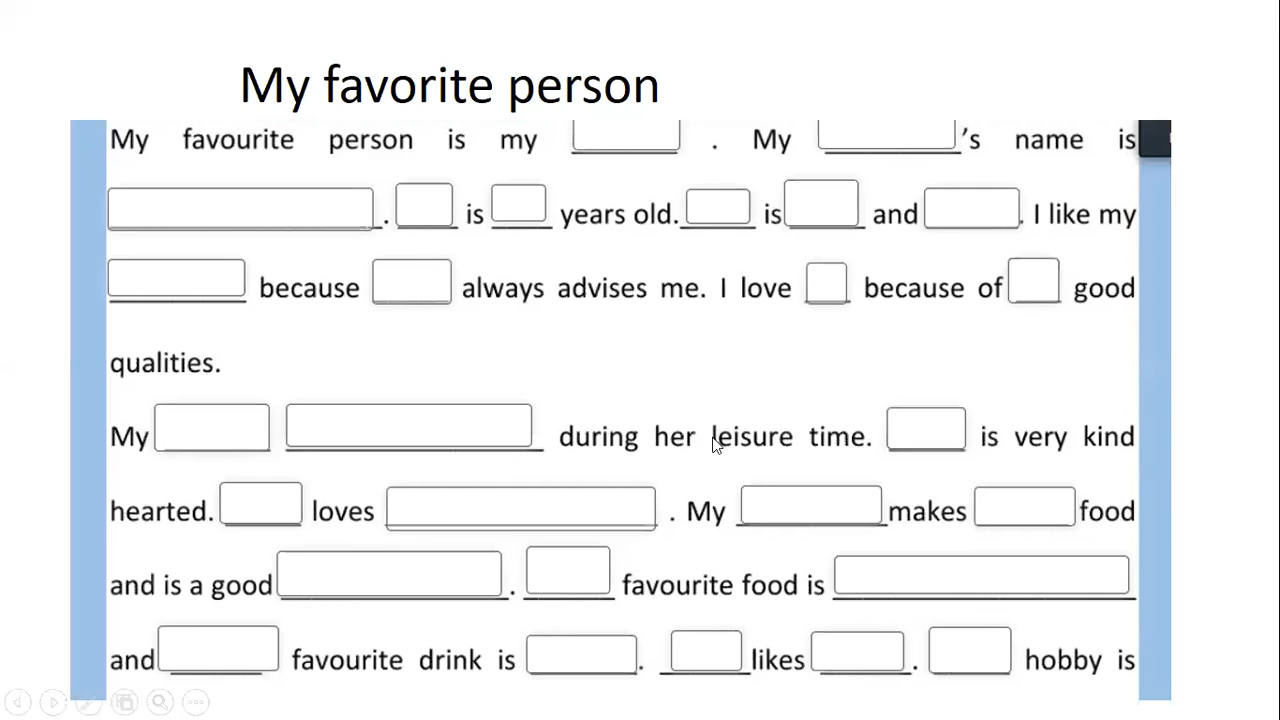 My favorite person
My favourite person is my . My 's name is
. is years old. is and . I like my
because always advises me. I love because of good
qualities.
My during her leisure time. is very kind
hearted. loves . My makes food
and is a good . favourite food is
and favourite drink is . likes . hobby is